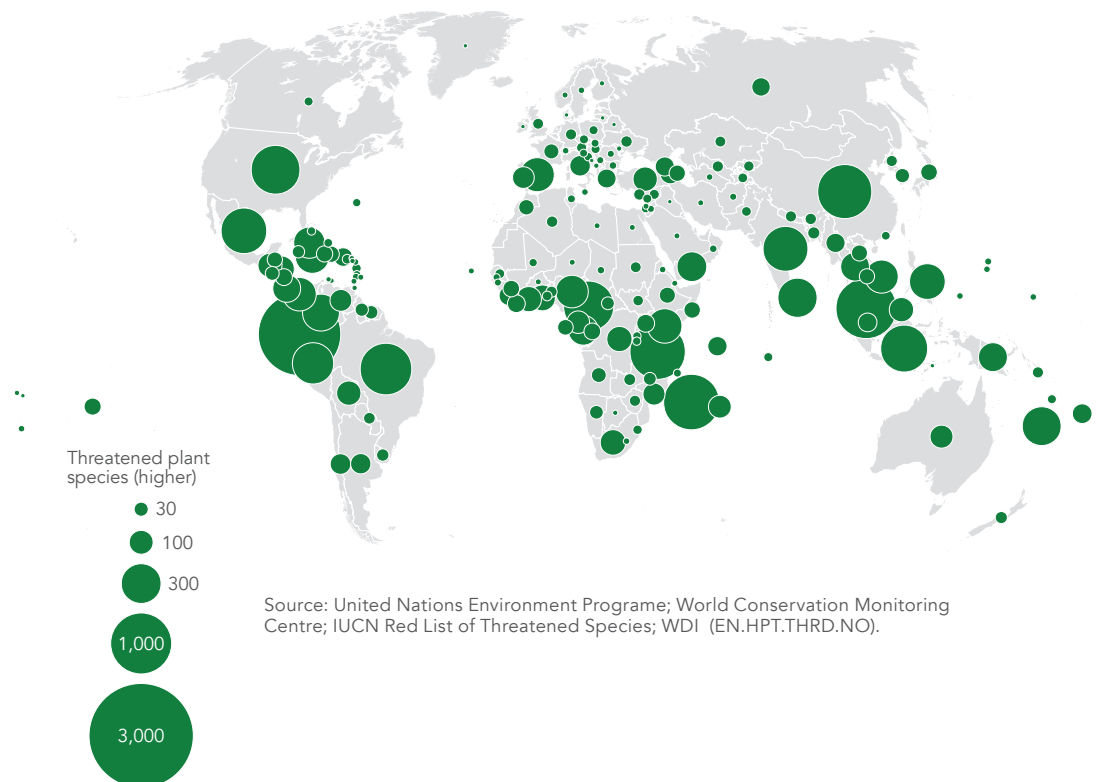 Threatened plant
species (higher)
30
100
300
1,000
3,000
Source: United Nations Environment Programe; World Conservation Monitoring
Centre; IUCN Red List of Threatened Species; WDI (EN.HPT.THRD.NO).